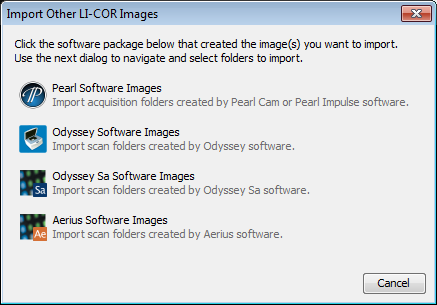 Import Other LI-COR Images
Click the software package below that created the image(s) you want to import.
Use the next dialog to navigate and select folders to import.
Pearl Software Images
Import acquisition folders created by Pearl Cam or Pearl Impulse software.
Odyssey Software Images
Import scan folders created by Odyssey software.
Odyssey Sa Software Images
Sa
Import scan folders created by Odyssey Sa software.
Aerius Software Images
Ae
Import scan folders created by Aerius software.
Cancel